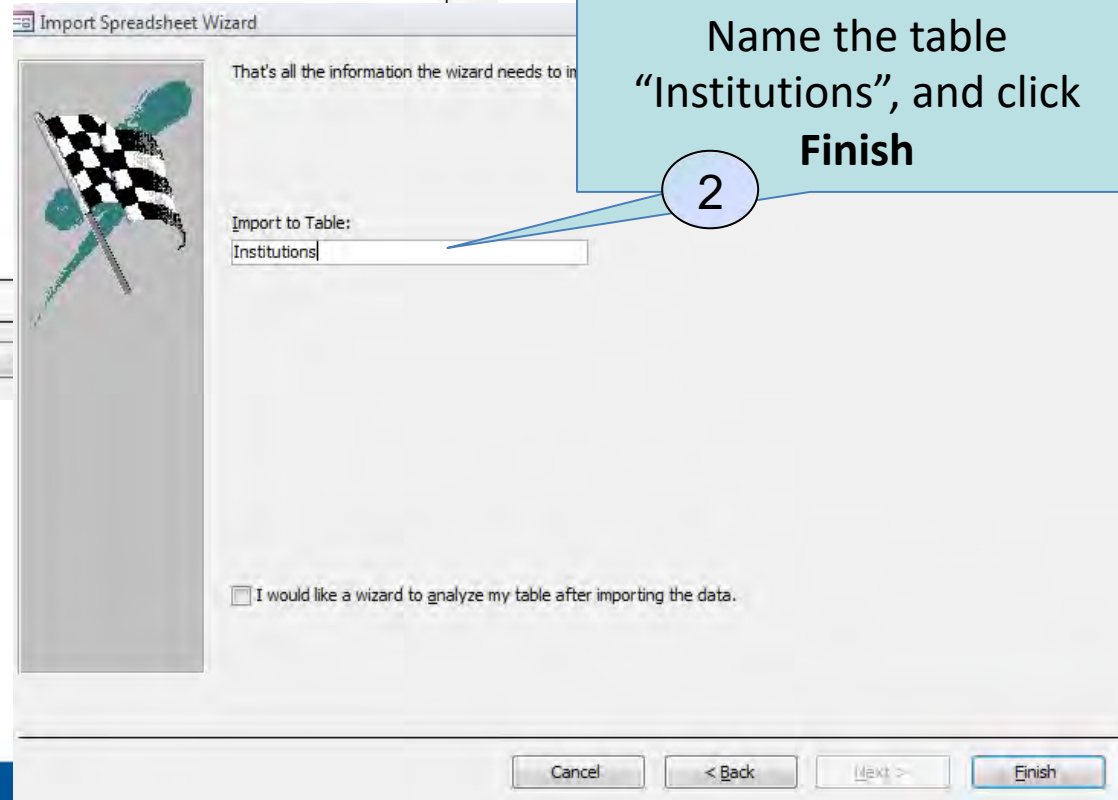 Import Spreadsheet Wizard
Name the table
“Institutions”, and click
Finish
2
That's all the information the wizard needs to
Import to Table:
Institutions
I would like a wizard to analyze my table after importing the data.
Cancel
< Back
Next >
Finish